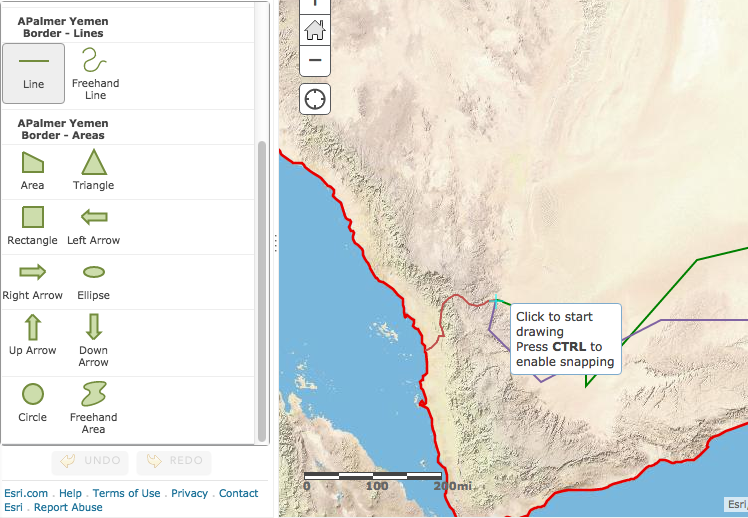 APalmer Yemen
Border - Lines
Line
Freehand
Line
APalmer Yemen
Border - Areas
Area
Triangle
Rectangle
Left Arrow
Right Arrow
Ellipse
Up Arrow
Down
Arrow
Circle
Freehand
Area
UNDO
REDO
Esri.com . Help . Terms of Use . Privacy . Contact
Esri . Report Abuse
Click to start
drawing
Press CTRL to
enable snapping
0 100 200mi
Esri